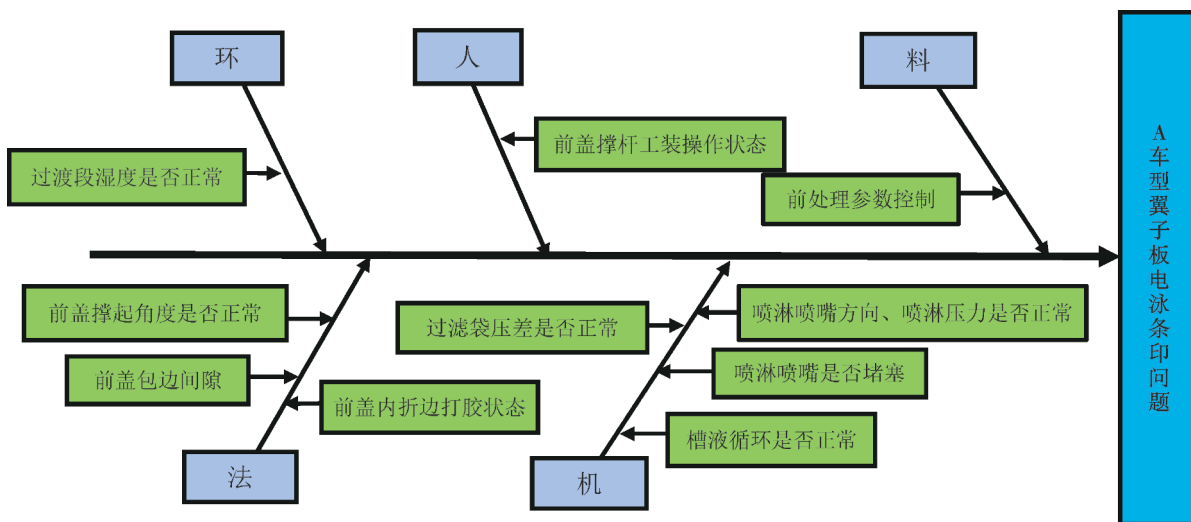 环
人
料
前盖撑杆工装操作状态
过渡段湿度是否正常
前处理参数控制
A车型翼子板电泳条印问题
前盖撑起角度是否正常
过滤袋压差是否正常
喷淋喷嘴方向、喷淋压力是否正常
前盖包边间隙
喷淋喷嘴是否堵塞
前盖内折边打胶状态
槽液循环是否正常
法
机